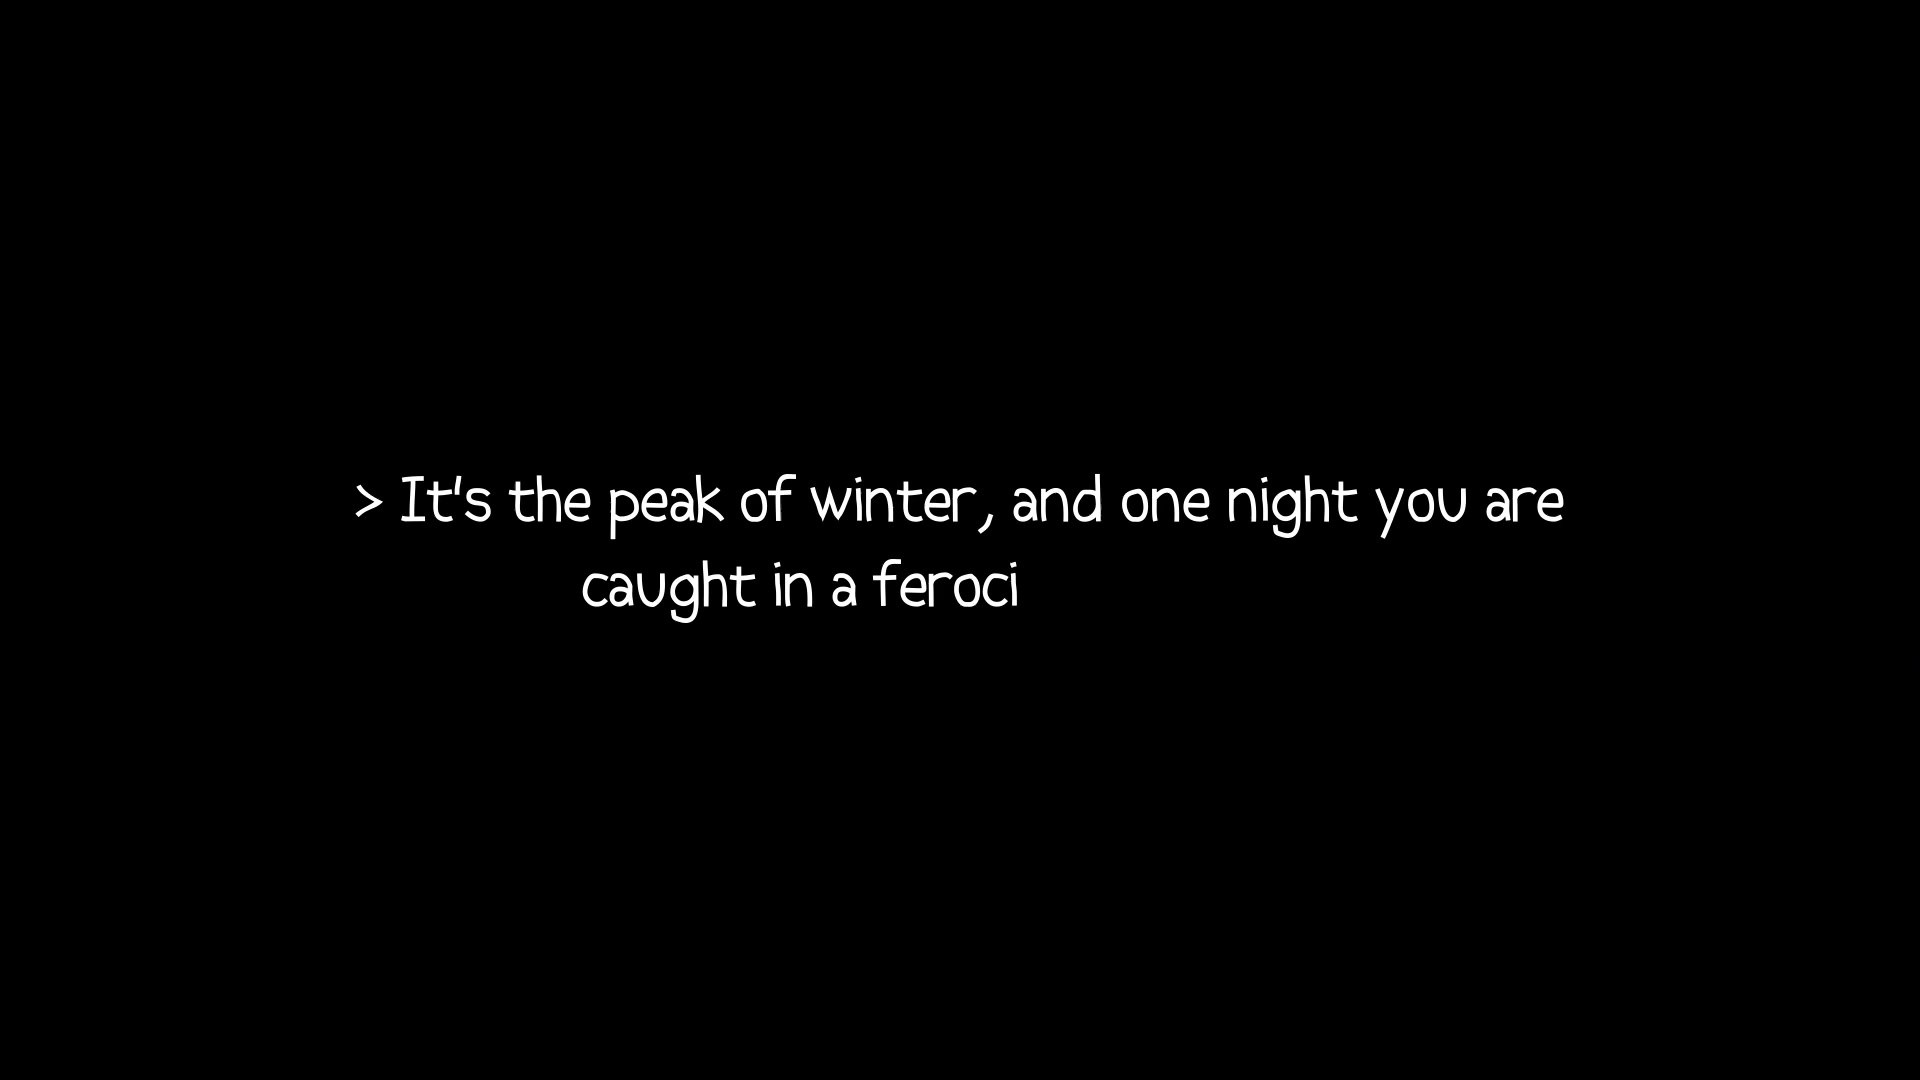 > It's the peak of winter, and one night you are
caught in a feroci